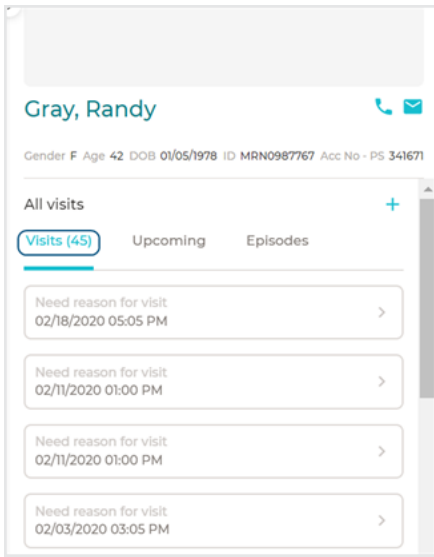 Gray, Randy
Gender F Age 42 DOB 01/05/1978 ID MRN0987767 Acc No - PS 341671
All visits
Visits (45) Upcoming Episodes
Need reason for visit
02/18/2020 05:05 PM
Need reason for visit
02/11/2020 01:00 PM
Need reason for visit
02/11/2020 01:00 PM
Need reason for visit
02/03/2020 03:05 PM